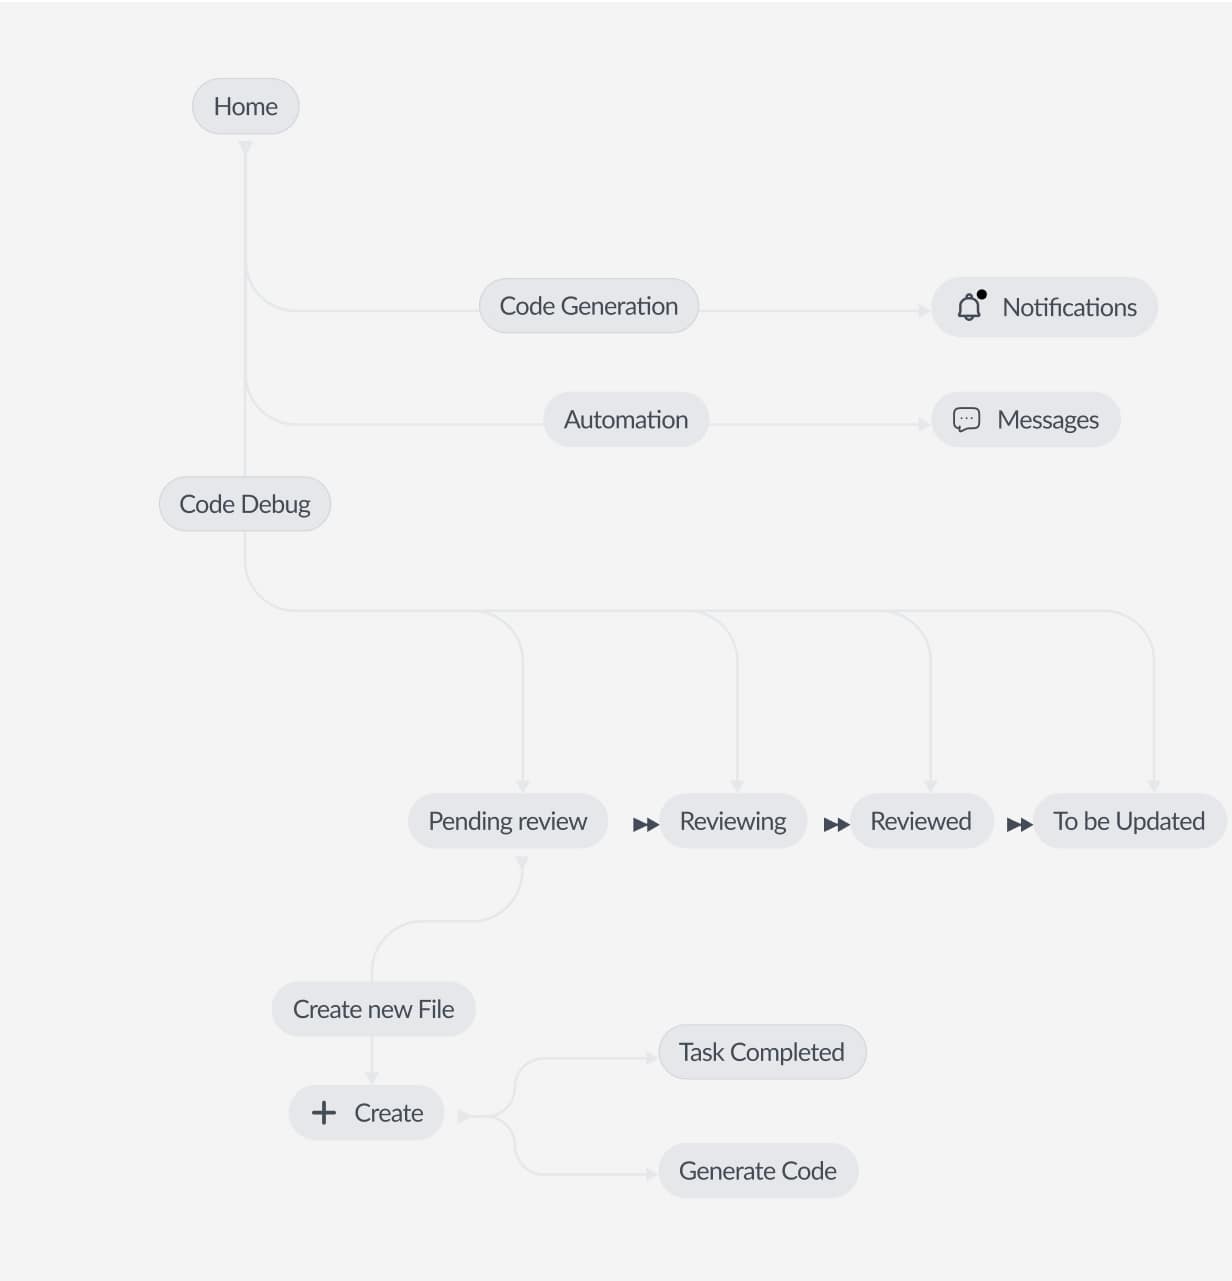 Home
Code Generation
Notifications
Automation
Messages
Code Debug
Pending review
Reviewing
Reviewed
To be Updated
Create new File
Task Completed
Create
Generate Code